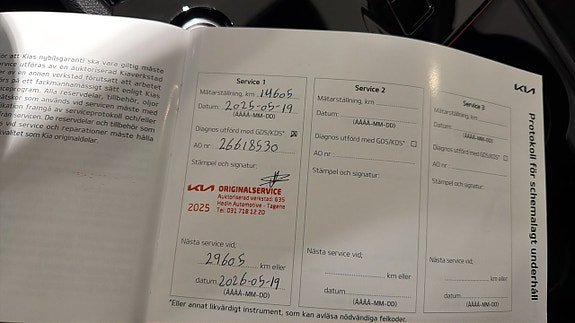 ör att Kias nybilsgaranti ska vara giltig måste
service utföras av en auktoriserad Kiaverkstad
er av en annan verkstad förutsatt att arbetet
örs på ett fackmannamässigt sätt enligt Kias
serviceprogram. Alla reservdelar, tillbehör, oljor
ätskor som används vid servicen måste med
ikation framgå av serviceprotokoll och/eller
från servicen. De reservdelar och tillbehör som
s vid service och reparationer måste hålla
kvalitet som Kia originaldelar.
KIA
Protokoll för schemalagt underhåll
Service 1
Mätarställning, km 14605
Datum: 2025-05-19
(ÅÅÅÅ-MM-DD)
Diagnos utförd med GDS/KDS*
AO nr 26618530
Stämpel och signatur:
KIA ORIGINALSERVICE
Auktoriserad verkstad: 635
Hedin Automotive - Tagene
2025 Tel: 031 718 12 20
Nästa service vid;
29605 km eller
datum 2026-05-19
(ÅÅÅÅ-MM-DD)
Service 2
Mätarställning, km
Datum:
(ÅÅÅÅ-MM-DD)
Diagnos utförd med GDS/KDS*
AO nr
Stämpel och signatur:
Nästa service vid;
km eller
datum
(ÅÅÅÅ-MM-DD)
Service 3
Mätarställning, km
Datum:
(ÅÅÅÅ-MM-DD)
Diagnos utförd med GDS/KDS*
AO nr
Stämpel och signatur:
Nästa service vid;
km eller
datum
(ÅÅÅÅ-MM-DD)
*Eller annat likvärdigt instrument, som kan avläsa nödvändiga felkoder.